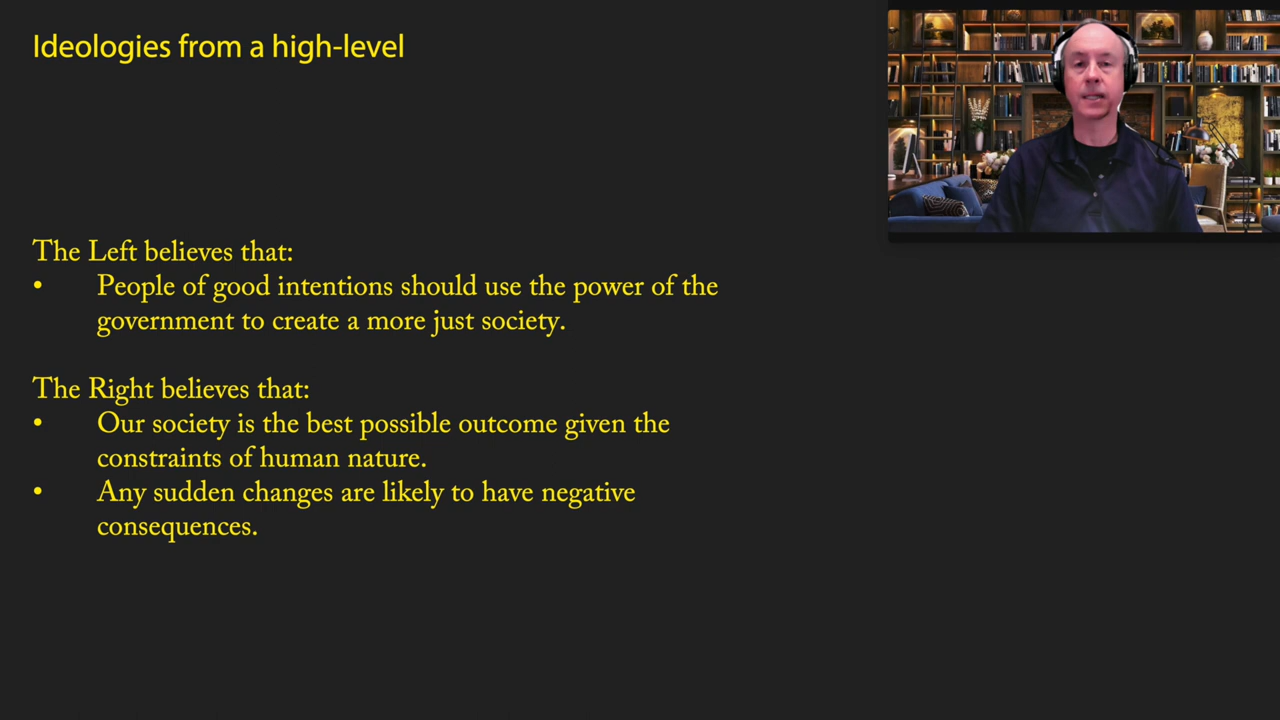 Ideologies from a high-level
The Left believes that:
• People of good intentions should use the power of the
government to create a more just society.
The Right believes that:
• Our society is the best possible outcome given the
constraints of human nature.
• Any sudden changes are likely to have negative
consequences.